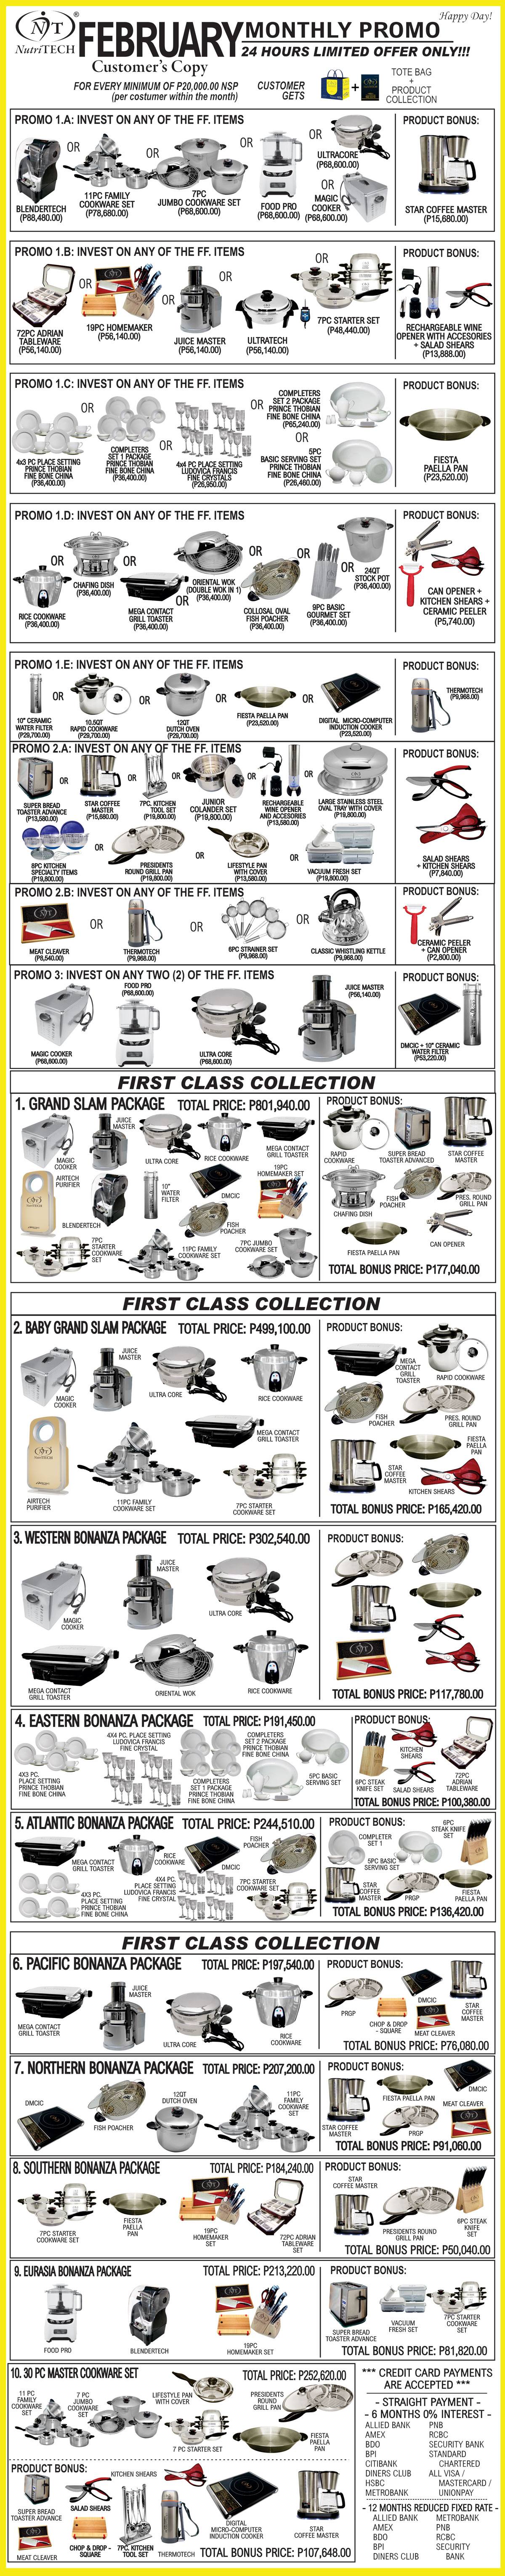 Happy Day!
NT®
NutriTECH
FEBRUARY MONTHLY PROMO
24 HOURS LIMITED OFFER ONLY!!!
Customer's Copy
FOR EVERY MINIMUM OF P20,000.00 NSP
(per costumer within the month)
CUSTOMER
GETS
+
TOTE BAG
+
PRODUCT
COLLECTION
PROMO 1.A: INVEST ON ANY OF THE FF. ITEMS
BLENDERTECH
(P88,480.00)
OR
11PC FAMILY
COOKWARE SET
(P78,680.00)
OR
7PC
JUMBO COOKWARE SET
(P68,600.00)
OR
FOOD PRO
(P68,600.00)
OR
ULTRACORE
(P68,600.00)
OR
MAGIC
COOKER
(P68,600.00)
PRODUCT BONUS:
STAR COFFEE MASTER
(P15,680.00)
PROMO 1.B: INVEST ON ANY OF THE FF. ITEMS
72PC ADRIAN
TABLEWARE
(P56,140.00)
OR
19PC HOMEMAKER
(P56,140.00)
OR
JUICE MASTER
(P56,140.00)
OR
ULTRATECH
(P56,140.00)
OR
7PC STARTER SET
(P48,440.00)
PRODUCT BONUS:
RECHARGEABLE WINE
OPENER WITH ACCESORIES
+ SALAD SHEARS
(P13,888.00)
PROMO 1.C: INVEST ON ANY OF THE FF. ITEMS
4x3 PC PLACE SETTING
PRINCE THOBIAN
FINE BONE CHINA
(P36,400.00)
OR
COMPLETERS
SET 1 PACKAGE
PRINCE THOBIAN
FINE BONE CHINA
(P36,400.00)
OR
4x4 PC PLACE SETTING
LUDOVICA FRANCIS
FINE CRYSTALS
(P26,950.00)
OR
COMPLETERS
SET 2 PACKAGE
PRINCE THOBIAN
FINE BONE CHINA
(P65,240.00)
OR
5PC
BASIC SERVING SET
PRINCE THOBIAN
FINE BONE CHINA
(P26,460.00)
PRODUCT BONUS:
FIESTA
PAELLA PAN
(P23,520.00)
PROMO 1.D: INVEST ON ANY OF THE FF. ITEMS
RICE COOKWARE
(P36,400.00)
OR
CHAFING DISH
(P36,400.00)
OR
MEGA CONTACT
GRILL TOASTER
(P36,400.00)
OR
ORIENTAL WOK
(DOUBLE WOK IN 1)
(P36,400.00)
OR
COLLOSAL OVAL
FISH POACHER
(P36,400.00)
OR
9PC BASIC
GOURMET SET
(P36,400.00)
OR
24QT
STOCK POT
(P36,400.00)
PRODUCT BONUS:
CAN OPENER +
KITCHEN SHEARS +
CERAMIC PEELER
(P5,740.00)
PROMO 1.E: INVEST ON ANY OF THE FF. ITEMS
10" CERAMIC
WATER FILTER
(P29,700.00)
OR
10.5QT
RAPID COOKWARE
(P29,700.00)
OR
12QT
DUTCH OVEN
(P29,700.00)
OR
FIESTA PAELLA PAN
(P23,520.00)
OR
DIGITAL MICRO-COMPUTER
INDUCTION COOKER
(P23,520.00)
PRODUCT BONUS:
THERMOTECH
(P9,968.00)
PROMO 2.A: INVEST ON ANY OF THE FF. ITEMS
SUPER BREAD
TOASTER ADVANCE
(P13,580.00)
OR
STAR COFFEE
MASTER
(P15,680.00)
OR
7PC. KITCHEN
TOOL SET
(P19,800.00)
OR
JUNIOR
COLANDER SET
(P19,800.00)
OR
RECHARGEABLE
WINE OPENER
AND ACCESORIES
(P13,580.00)
OR
LARGE STAINLESS STEEL
OVAL TRAY WITH COVER
(P19,800.00)
8PC KITCHEN
SPECIALTY ITEMS
(P19,800.00)
OR
PRESIDENTS
ROUND GRILL PAN
(P19,800.00)
OR
LIFESTYLE PAN
WITH COVER
(P13,580.00)
OR
VACUUM FRESH SET
(P19,800.00)
PRODUCT BONUS:
SALAD SHEARS
+ KITCHEN SHEARS
(P7,840.00)
PROMO 2.B: INVEST ON ANY OF THE FF. ITEMS
MEAT CLEAVER
(P6,540.00)
OR
THERMOTECH
(P9,968.00)
OR
6PC STRAINER SET
(P9,968.00)
OR
CLASSIC WHISTLING KETTLE
(P9,968.00)
PRODUCT BONUS:
CERAMIC PEELER
+ CAN OPENER
(P2,800.00)
PROMO 3: INVEST ON ANY TWO (2) OF THE FF. ITEMS
MAGIC COOKER
(P68,600.00)
FOOD PRO
(P68,600.00)
ULTRA CORE
(P68,600.00)
JUICE MASTER
(P56,140.00)
PRODUCT BONUS:
DMCIC + 10" CERAMIC
WATER FILTER
(P53,220.00)
FIRST CLASS COLLECTION
1. GRAND SLAM PACKAGE TOTAL PRICE: P801,940.00
MAGIC
COOKER
JUICE
MASTER
ULTRA CORE
RICE COOKWARE
MEGA CONTACT
GRILL TOASTER
AIRTECH
PURIFIER
BLENDERTECH
10"
WATER
FILTER
DMCIC
19PC
HOMEMAKER SET
FISH
POACHER
7PC
STARTER
COOKWARE
SET
11PC FAMILY
COOKWARE SET
7PC JUMBO
COOKWARE SET
PRODUCT BONUS:
RAPID
COOKWARE
SUPER BREAD
TOASTER ADVANCED
STAR COFFEE
MASTER
CHAFING DISH
FISH
POACHER
PRES. ROUND
GRILL PAN
FIESTA PAELLA PAN
CAN OPENER
TOTAL BONUS PRICE: P177,040.00
FIRST CLASS COLLECTION
2. BABY GRAND SLAM PACKAGE TOTAL PRICE: P499,100.00
MAGIC
COOKER
JUICE
MASTER
ULTRA CORE
RICE COOKWARE
AIRTECH
PURIFIER
11PC FAMILY
COOKWARE SET
MEGA CONTACT
GRILL TOASTER
7PC STARTER
COOKWARE SET
PRODUCT BONUS:
MEGA
CONTACT
GRILL
TOASTER
RAPID COOKWARE
FISH
POACHER
PRES. ROUND
GRILL PAN
STAR
COFFEE
MASTER
FIESTA
PAELLA
PAN
KITCHEN SHEARS
TOTAL BONUS PRICE: P165,420.00
3. WESTERN BONANZA PACKAGE TOTAL PRICE: P302,540.00
MAGIC
COOKER
JUICE
MASTER
ULTRA CORE
MEGA CONTACT
GRILL TOASTER
ORIENTAL WOK
RICE COOKWARE
PRODUCT BONUS:
TOTAL BONUS PRICE: P117,780.00
4. EASTERN BONANZA PACKAGE TOTAL PRICE: P191,450.00
4X3 PC.
PLACE SETTING
PRINCE THOBIAN
FINE BONE CHINA
4X4 PC. PLACE SETTING
LUDOVICA FRANCIS
FINE CRYSTAL
COMPLETERS
SET 1 PACKAGE
PRINCE THOBIAN
FINE BONE CHINA
COMPLETERS
SET 2 PACKAGE
PRINCE THOBIAN
FINE BONE CHINA
5PC BASIC
SERVING SET
PRODUCT BONUS:
6PC STEAK
KNIFE SET
KITCHEN
SHEARS
SALAD SHEARS
72PC
ADRIAN
TABLEWARE
TOTAL BONUS PRICE: P100,380.00
5. ATLANTIC BONANZA PACKAGE TOTAL PRICE: P244,510.00
MEGA CONTACT
GRILL TOASTER
RICE
COOKWARE
DMCIC
FISH
POACHER
4X3 PC.
PLACE SETTING
PRINCE THOBIAN
FINE BONE CHINA
4X4 PC.
PLACE SETTING
LUDOVICA FRANCIS
FINE CRYSTAL
7PC STARTER
COOKWARE SET
PRODUCT BONUS:
COMPLETER
SET 1
5PC BASIC
SERVING SET
6PC
STEAK KNIFE
SET
STAR
COFFEE
MASTER
PRGP
FIESTA
PAELLA PAN
TOTAL BONUS PRICE: P136,420.00
FIRST CLASS COLLECTION
6. PACIFIC BONANZA PACKAGE TOTAL PRICE: P197,540.00
MEGA CONTACT
GRILL TOASTER
JUICE
MASTER
ULTRA CORE
RICE
COOKWARE
PRODUCT BONUS:
PRGP
CHOP & DROP
- SQUARE
DMCIC
MEAT CLEAVER
STAR
COFFEE
MASTER
TOTAL BONUS PRICE: P76,080.00
7. NORTHERN BONANZA PACKAGE TOTAL PRICE: P207,200.00
DMCIC
FISH POACHER
12QT
DUTCH OVEN
11PC
FAMILY
COOKWARE
SET
PRODUCT BONUS:
STAR COFFEE
MASTER
FIESTA PAELLA PAN
PRGP
DMCIC
MEAT CLEAVER
TOTAL BONUS PRICE: P91,060.00
8. SOUTHERN BONANZA PACKAGE TOTAL PRICE: P184,240.00
7PC STARTER
COOKWARE SET
FIESTA
PAELLA
PAN
19PC
HOMEMAKER
SET
72PC ADRIAN
TABLEWARE
SET
PRODUCT BONUS:
STAR
COFFEE MASTER
PRESIDENTS ROUND
GRILL PAN
6PC STEAK
KNIFE
SET
TOTAL BONUS PRICE: P50,040.00
9. EURASIA BONANZA PACKAGE TOTAL PRICE: P213,220.00
FOOD PRO
BLENDERTECH
19PC
HOMEMAKER SET
PRODUCT BONUS:
SUPER BREAD
TOASTER ADVANCE
VACUUM
FRESH SET
7PC STARTER
COOKWARE
SET
TOTAL BONUS PRICE: P81,820.00
10. 30 PC MASTER COOKWARE SET TOTAL PRICE: P252,620.00
11 PC
FAMILY
COOKWARE
SET
7 PC
JUMBO
COOKWARE
SET
LIFESTYLE PAN
WITH COVER
7 PC STARTER SET
PRESIDENTS
ROUND
GRILL PAN
FIESTA
PAELLA
PAN
PRODUCT BONUS:
SUPER BREAD
TOASTER ADVANCE
MEAT CLEAVER
SALAD SHEARS
CHOP & DROP -
SQUARE
KITCHEN SHEARS
7PC. KITCHEN
TOOL SET
THERMOTECH
DIGITAL
MICRO-COMPUTER
INDUCTION COOKER
STAR
COFFEE MASTER
TOTAL BONUS PRICE: P107,648.00
*** CREDIT CARD PAYMENTS
ARE ACCEPTED ***
- STRAIGHT PAYMENT -
- 6 MONTHS 0% INTEREST -
ALLIED BANK PNB
AMEX RCBC
BDO SECURITY BANK
BPI STANDARD
CITIBANK CHARTERED
DINERS CLUB ALL VISA /
HSBC MASTERCARD /
METROBANK UNIONPAY
- 12 MONTHS REDUCED FIXED RATE -
ALLIED BANK METROBANK
AMEX PNB
BDO RCBC
BPI SECURITY
DINERS CLUB BANK